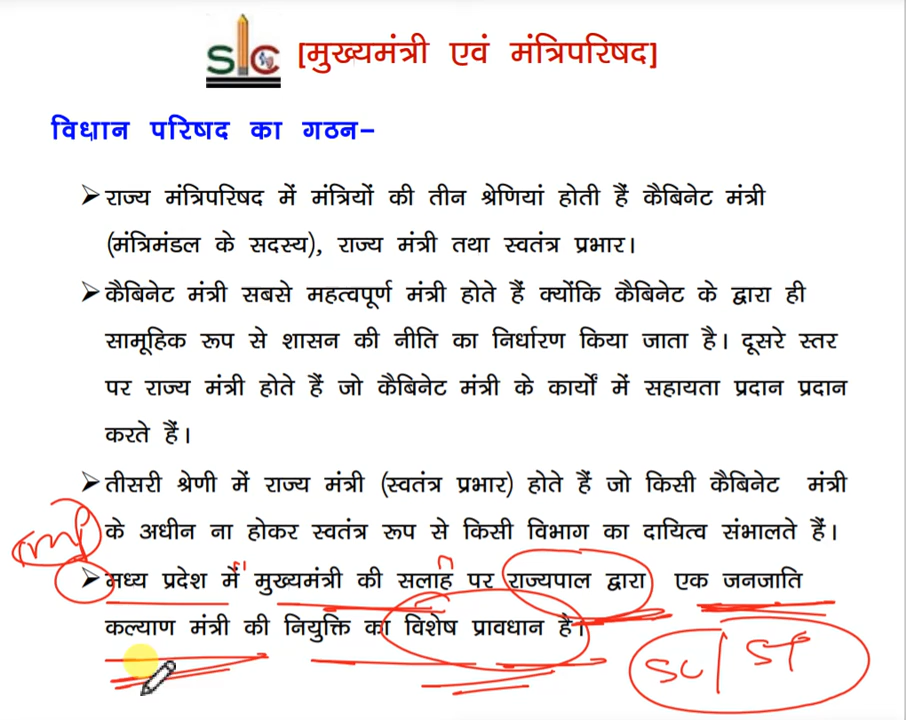 SIC [मुख्यमंत्री एवं मंत्रिपरिषद]
विधान परिषद का गठन-
➢ राज्य मंत्रिपरिषद में मंत्रियों की तीन श्रेणियां होती हैं कैबिनेट मंत्री
(मंत्रिमंडल के सदस्य), राज्य मंत्री तथा स्वतंत्र प्रभार।
➢ कैबिनेट मंत्री सबसे महत्वपूर्ण मंत्री होते हैं क्योंकि कैबिनेट के द्वारा ही
सामूहिक रूप से शासन की नीति का निर्धारण किया जाता है। दूसरे स्तर
पर राज्य मंत्री होते हैं जो कैबिनेट मंत्री के कार्यों में सहायता प्रदान प्रदान
करते हैं।
➢ तीसरी श्रेणी में राज्य मंत्री (स्वतंत्र प्रभार) होते हैं जो किसी कैबिनेट मंत्री
के अधीन ना होकर स्वतंत्र रूप से किसी विभाग का दायित्व संभालते हैं।
Imp
➢ मध्य प्रदेश में मुख्यमंत्री की सलाह पर राज्यपाल द्वारा एक जनजाति
कल्याण मंत्री की नियुक्ति का विशेष प्रावधान है।
SC/ST